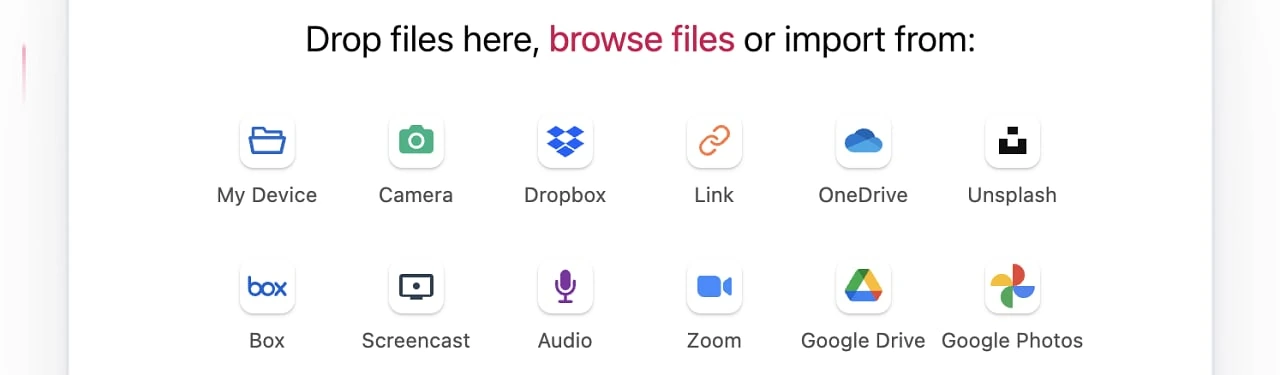 Drop files here, browse files or import from:
My Device Camera Dropbox Link OneDrive Unsplash
box
Box Screencast Audio Zoom Google Drive Google Photos